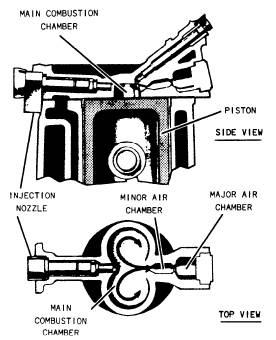 MAIN COMBUSTION
CHAMBER
PISTON
SIDE VIEW
INJECTION
NOZZLE
MINOR AIR
CHAMBER
MAJOR AIR
CHAMBER
MAIN
COMBUSTION
CHAMBER
TOP VIEW